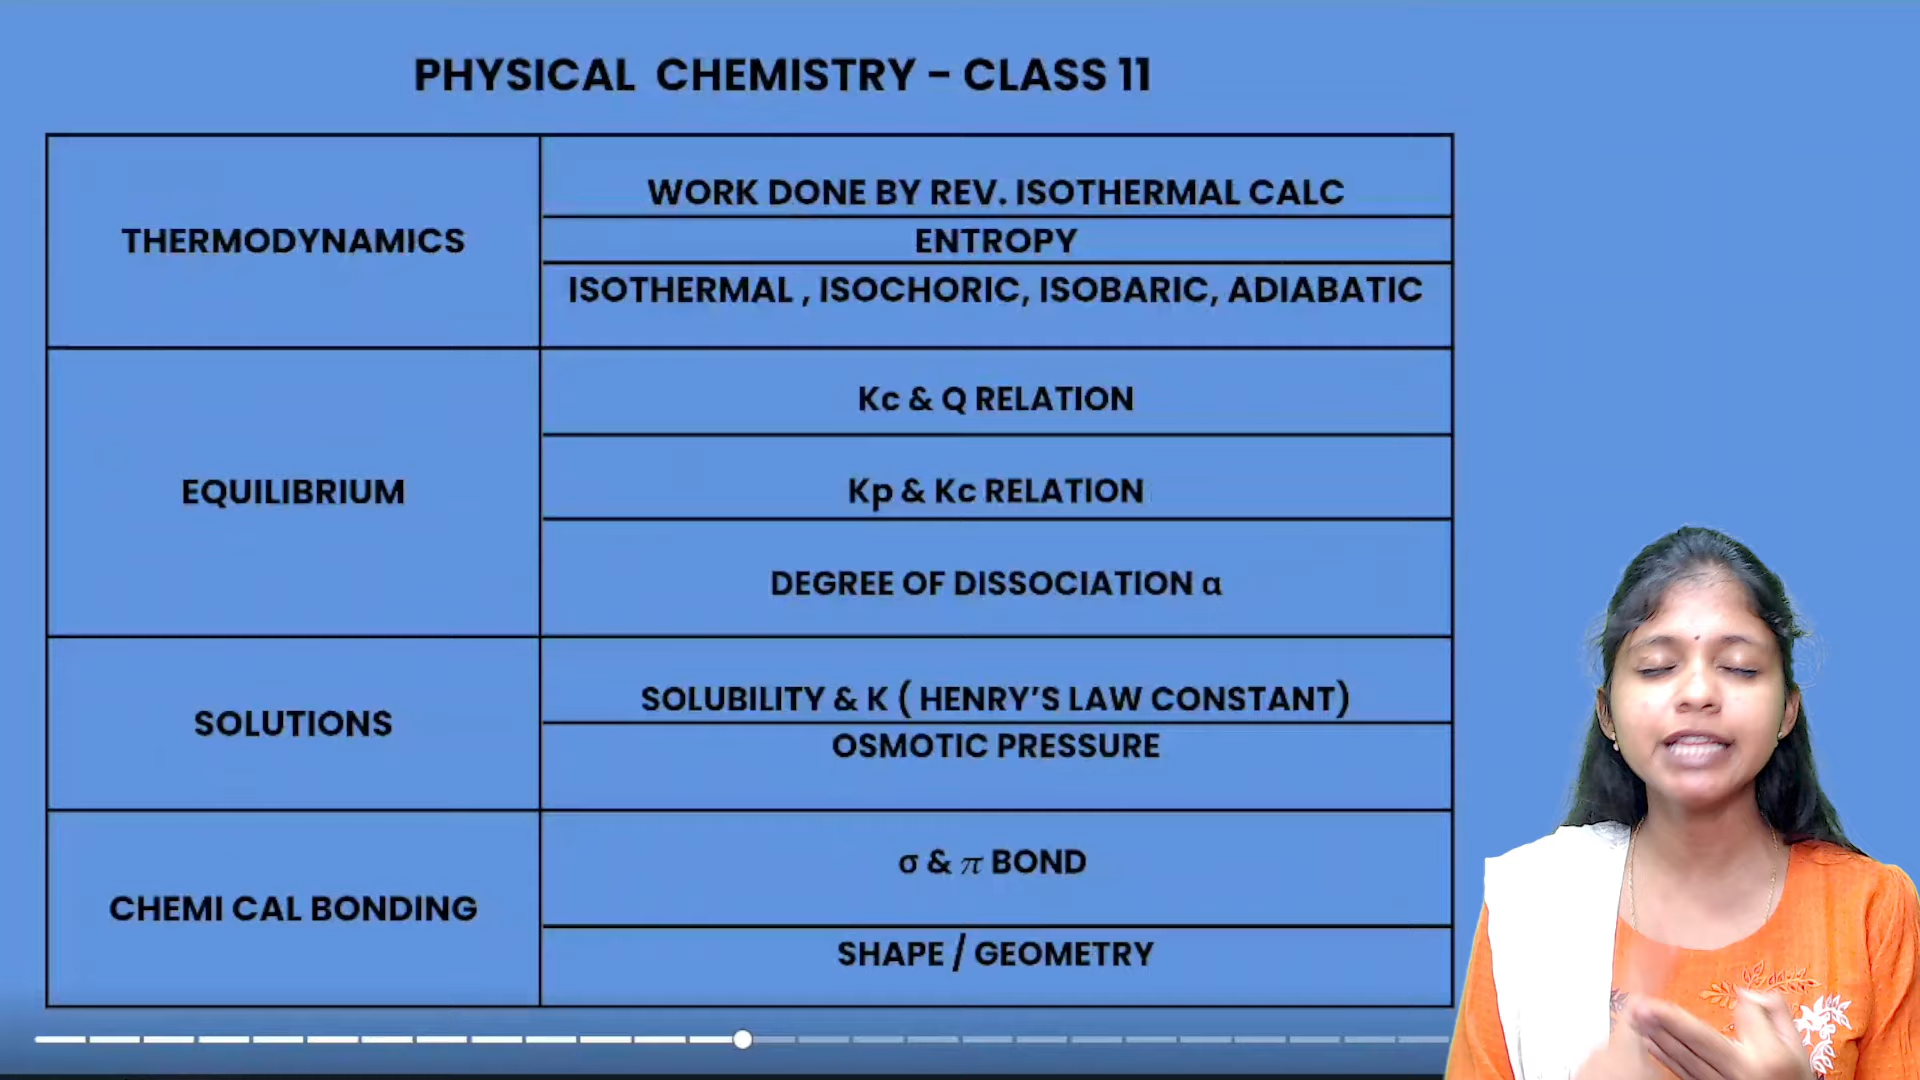 PHYSICAL CHEMISTRY - CLASS 11
THERMODYNAMICS
WORK DONE BY REV. ISOTHERMAL CALC
ENTROPY
ISOTHERMAL , ISOCHORIC, ISOBARIC, ADIABATIC
EQUILIBRIUM
Kc & Q RELATION
Kp & Kc RELATION
DEGREE OF DISSOCIATION α
SOLUTIONS
SOLUBILITY & K ( HENRY'S LAW CONSTANT)
OSMOTIC PRESSURE
CHEMI CAL BONDING
σ & π BOND
SHAPE / GEOMETRY